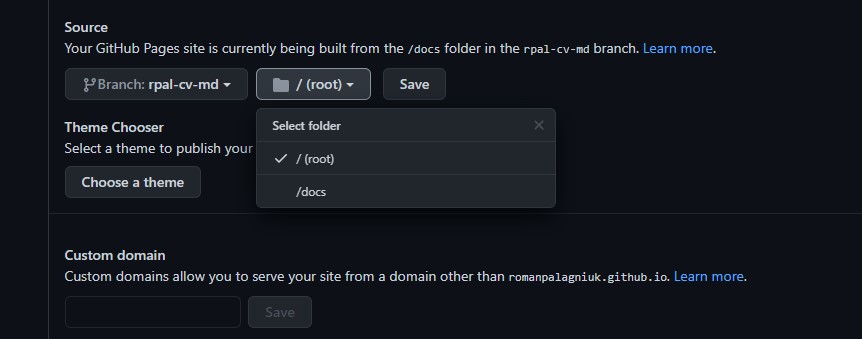 Source
Your GitHub Pages site is currently being built from the /docs folder in the rpal-cv-md branch. Learn more.
Branch: rpal-cv-md / (root) Save
Select folder
Theme Chooser
Select a theme to publish your
/ (root)
Choose a theme
/docs
Custom domain
Custom domains allow you to serve your site from a domain other than romanpalagniuk.github.io. Learn more.
Save